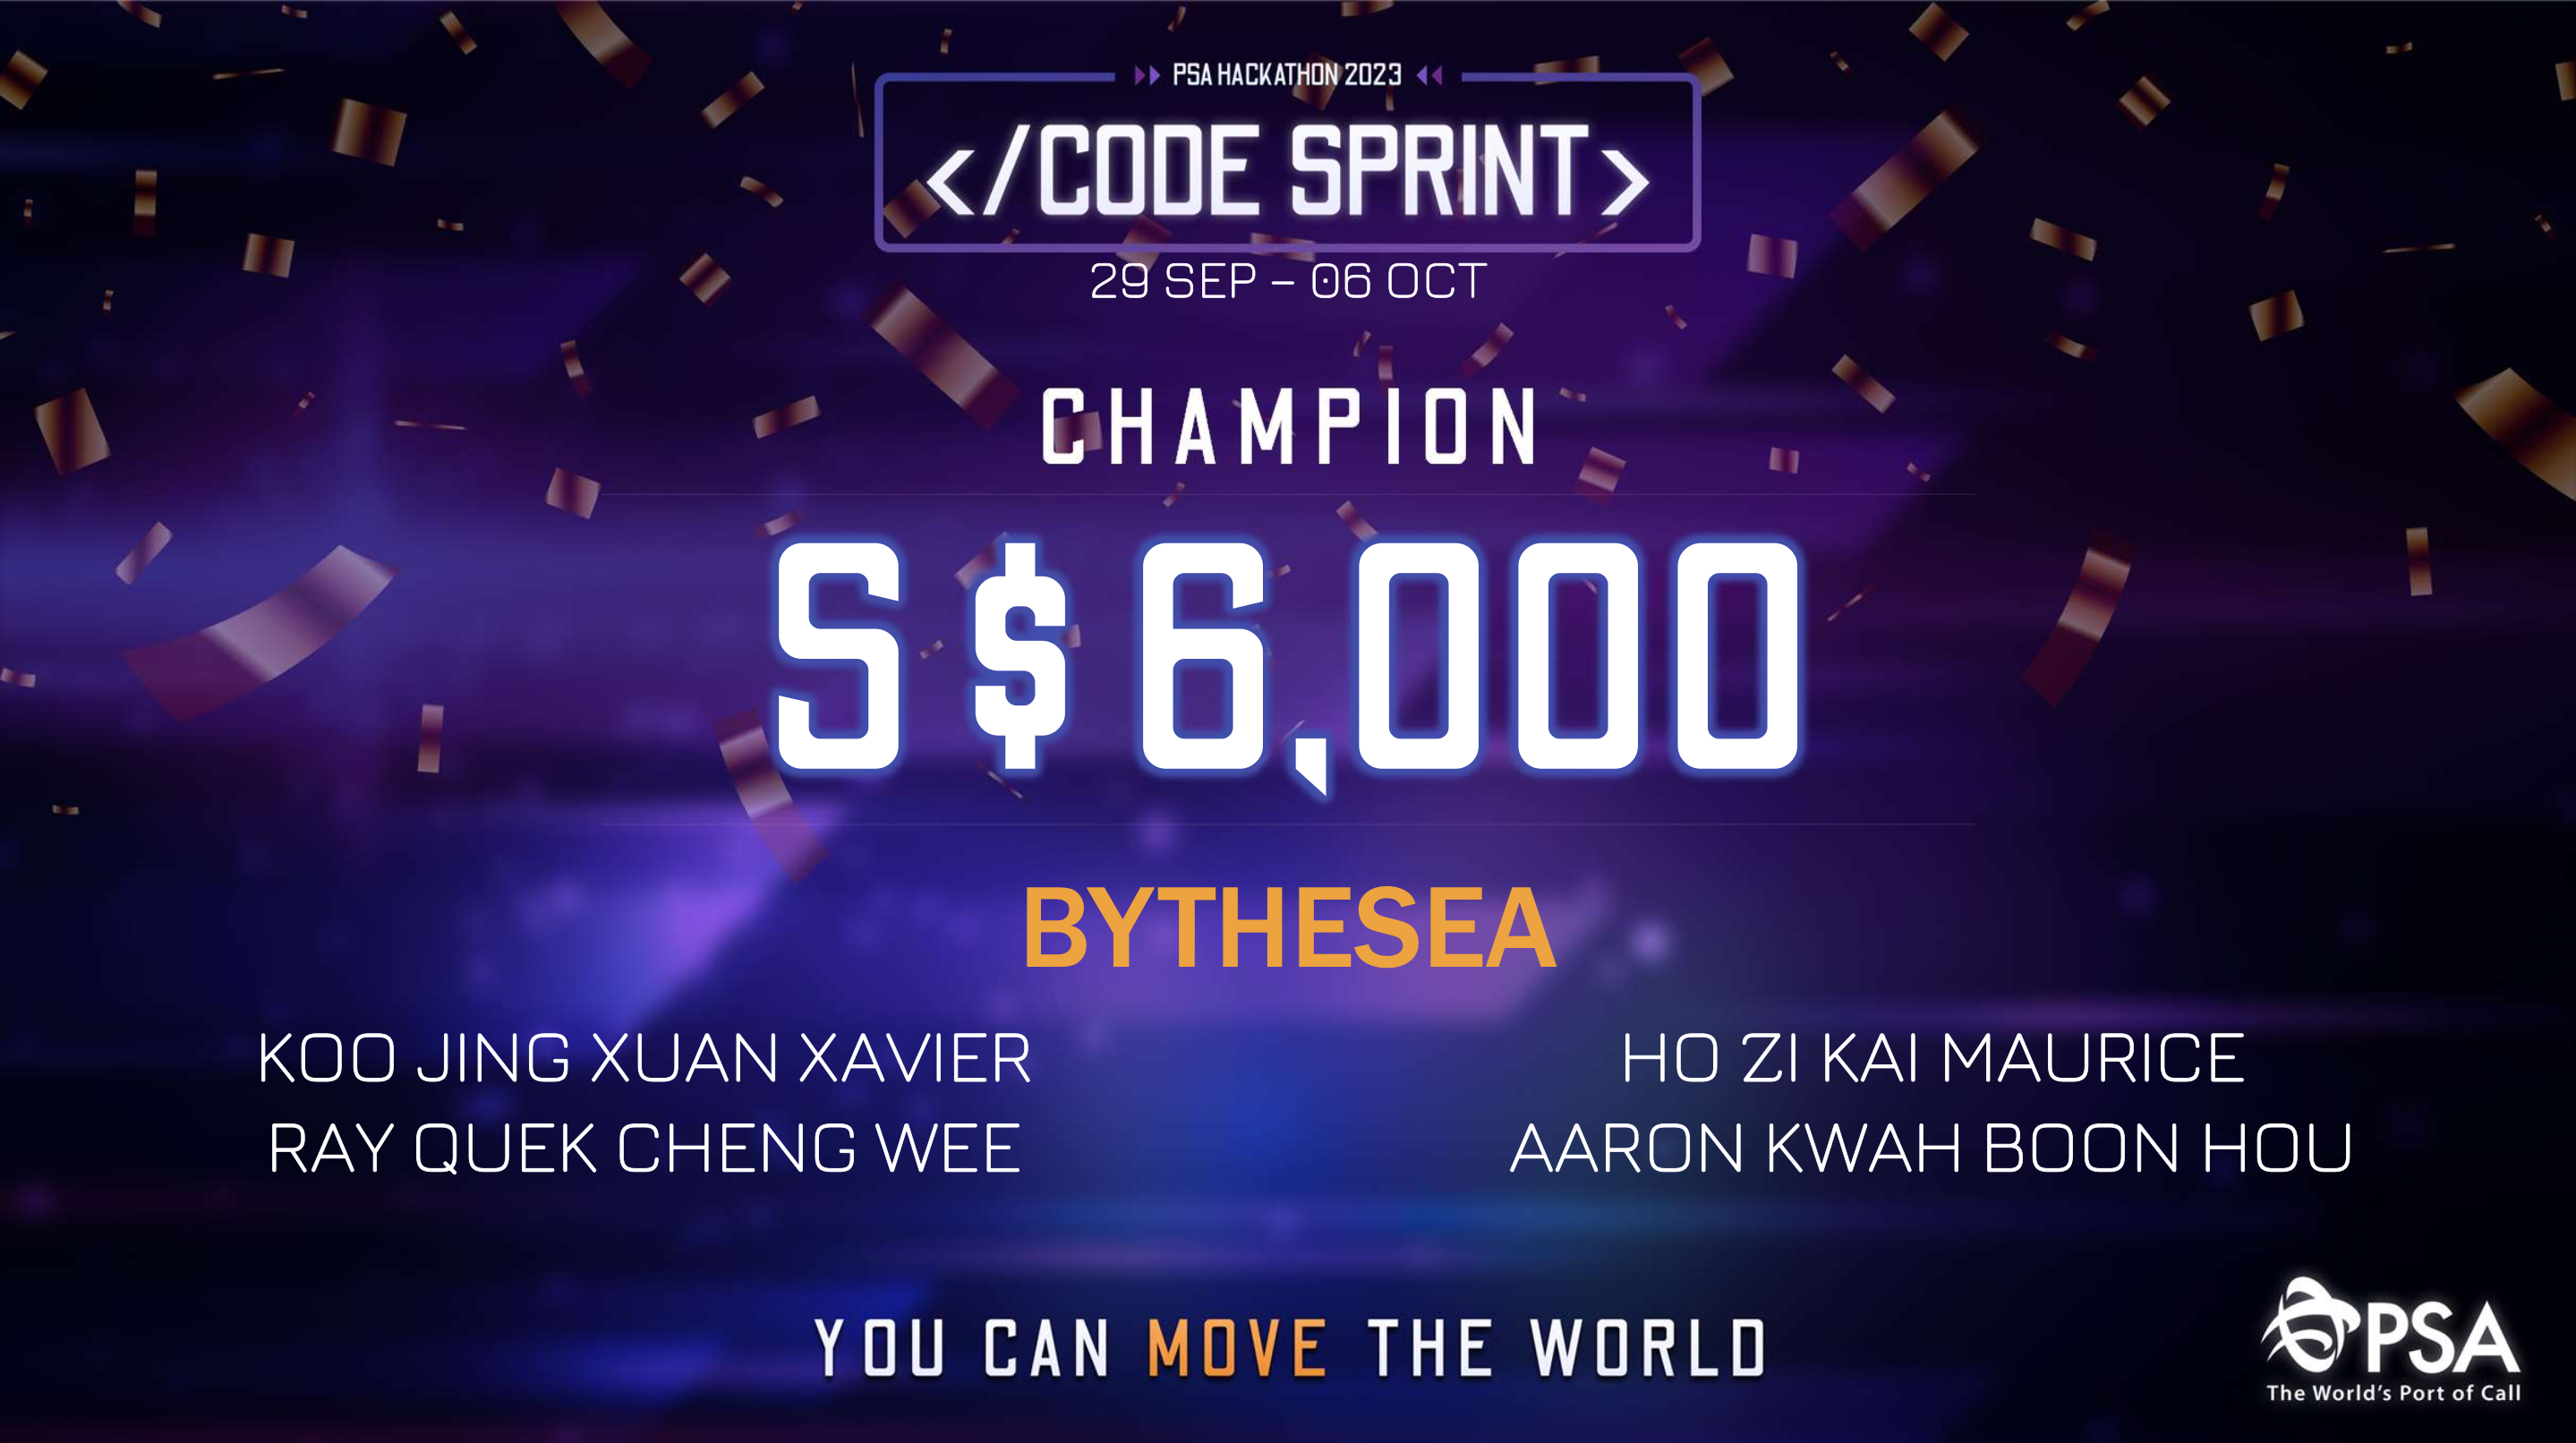 PSA HACKATHON 2023
</CODE SPRINT>
29 SEP – 06 OCT
CHAMPION
S$6,000
BYTHESEA
KOO JING XUAN XAVIER
RAY QUEK CHENG WEE
HO ZI KAI MAURICE
AARON KWAH BOON HOU
YOU CAN MOVE THE WORLD
PSA
The World's Port of Call